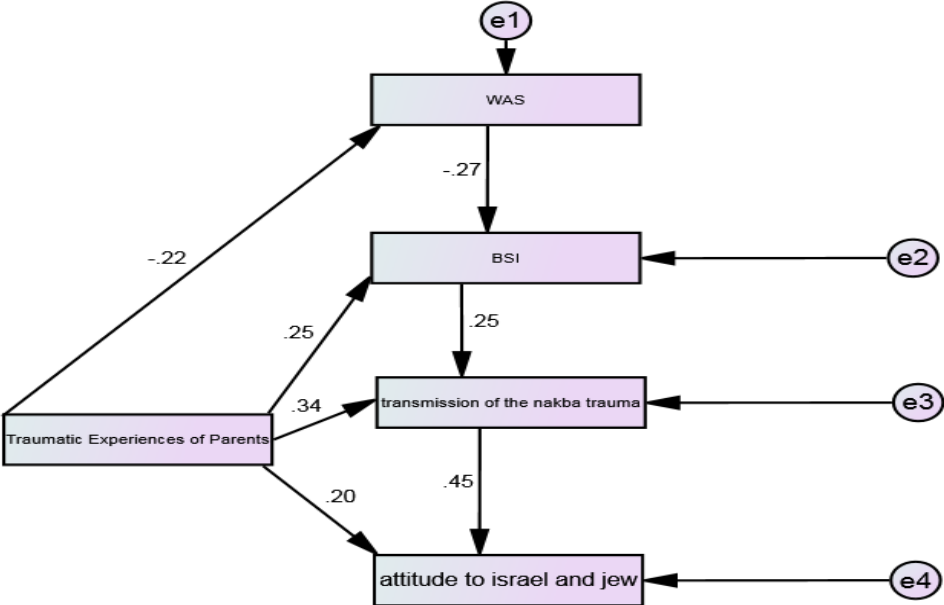 e1
WAS
-.27
-.22
BSI
e2
.25
.25
.34
transmission of the nakba trauma
e3
Traumatic Experiences of Parents
.45
.20
attitude to israel and jew
e4